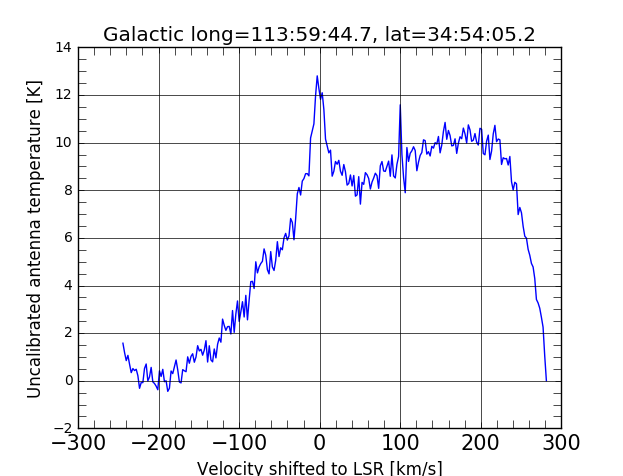 Galactic long=113:59:44.7, lat=34:54:05.2
14
12
10
8
6
4
2
0
−2
Uncalibrated antenna temperature [K]
−300 −200 −100 0 100 200 300
Velocity shifted to LSR [km/s]